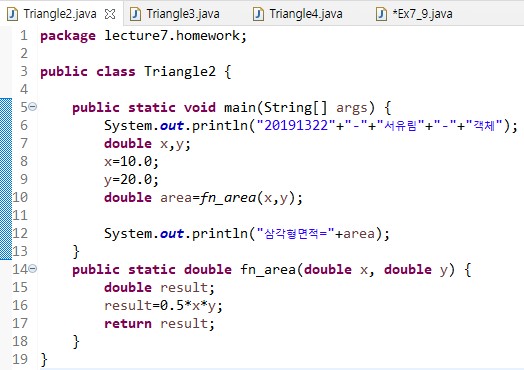 Triangle2.java Triangle3.java Triangle4.java *Ex7_9.java
1 package lecture7.homework;
2
3 public class Triangle2 {
4
5 public static void main(String[] args) {
6 System.out.println("20191322"+"-"+"서유림"+"-"+"객체");
7 double x,y;
8 x=10.0;
9 y=20.0;
10 double area=fn_area(x,y);
11
12 System.out.println("삼각형면적="+area);
13 }
14 public static double fn_area(double x, double y) {
15 double result;
16 result=0.5*x*y;
17 return result;
18 }
19 }